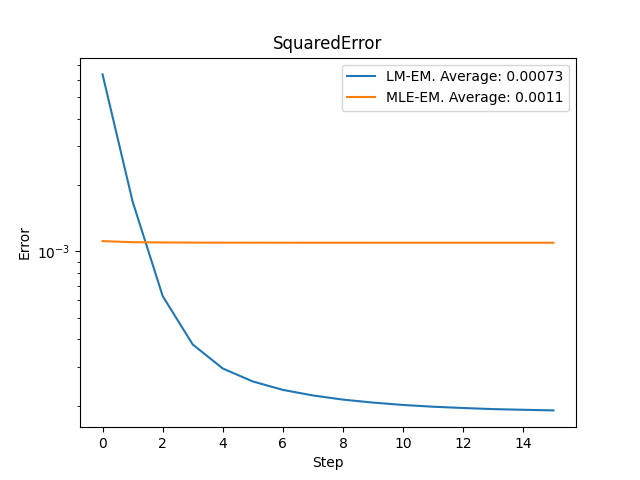 SquaredError
LM-EM. Average: 0.00073
MLE-EM. Average: 0.0011
Error
10⁻³
0 2 4 6 8 10 12 14
Step